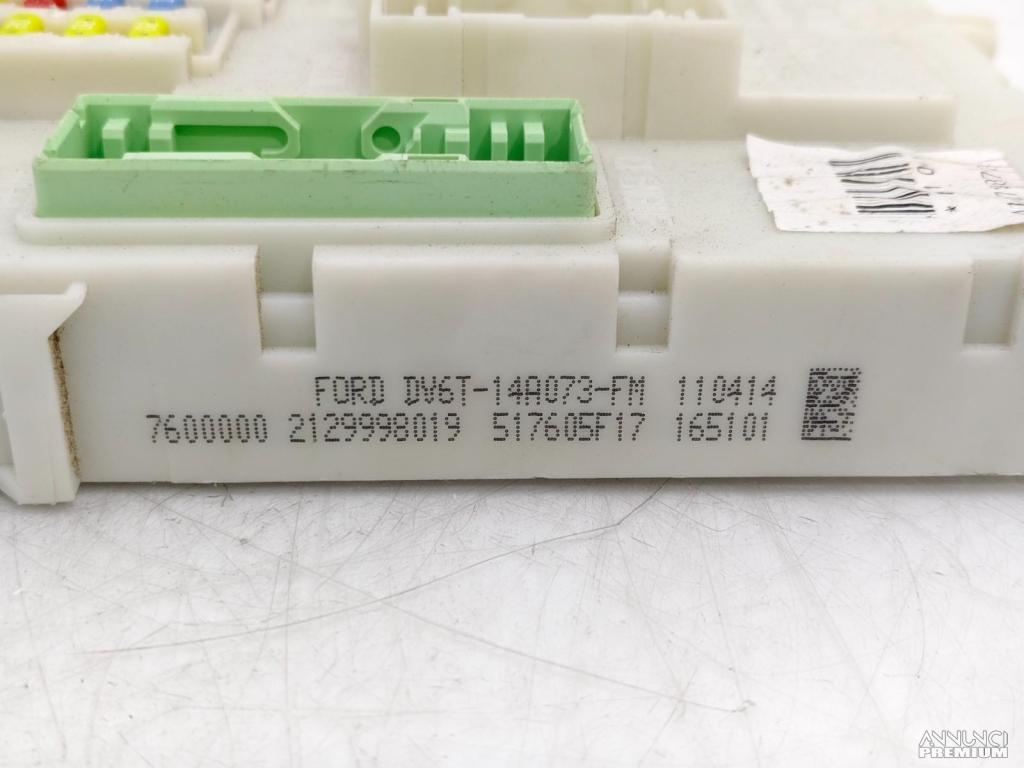 FORD DV6T-14A073-FM 110414
7600000 2129998019 517605F17 165101
ANNUNCI
PREMIUM